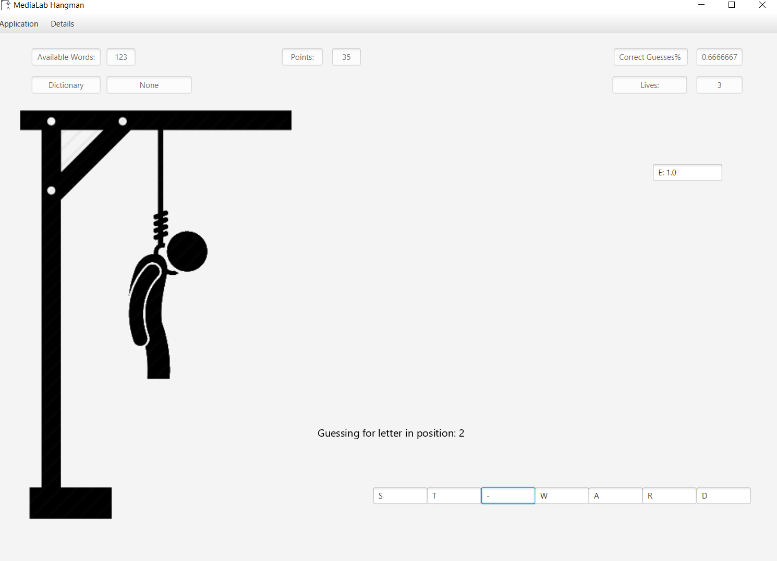 MediaLab Hangman
Application Details
Available Words: 123 Points: 35 Correct Guesses% 0.6666667
Dictionary None Lives: 3
E: 1.0
Guessing for letter in position: 2
S T - W A R D